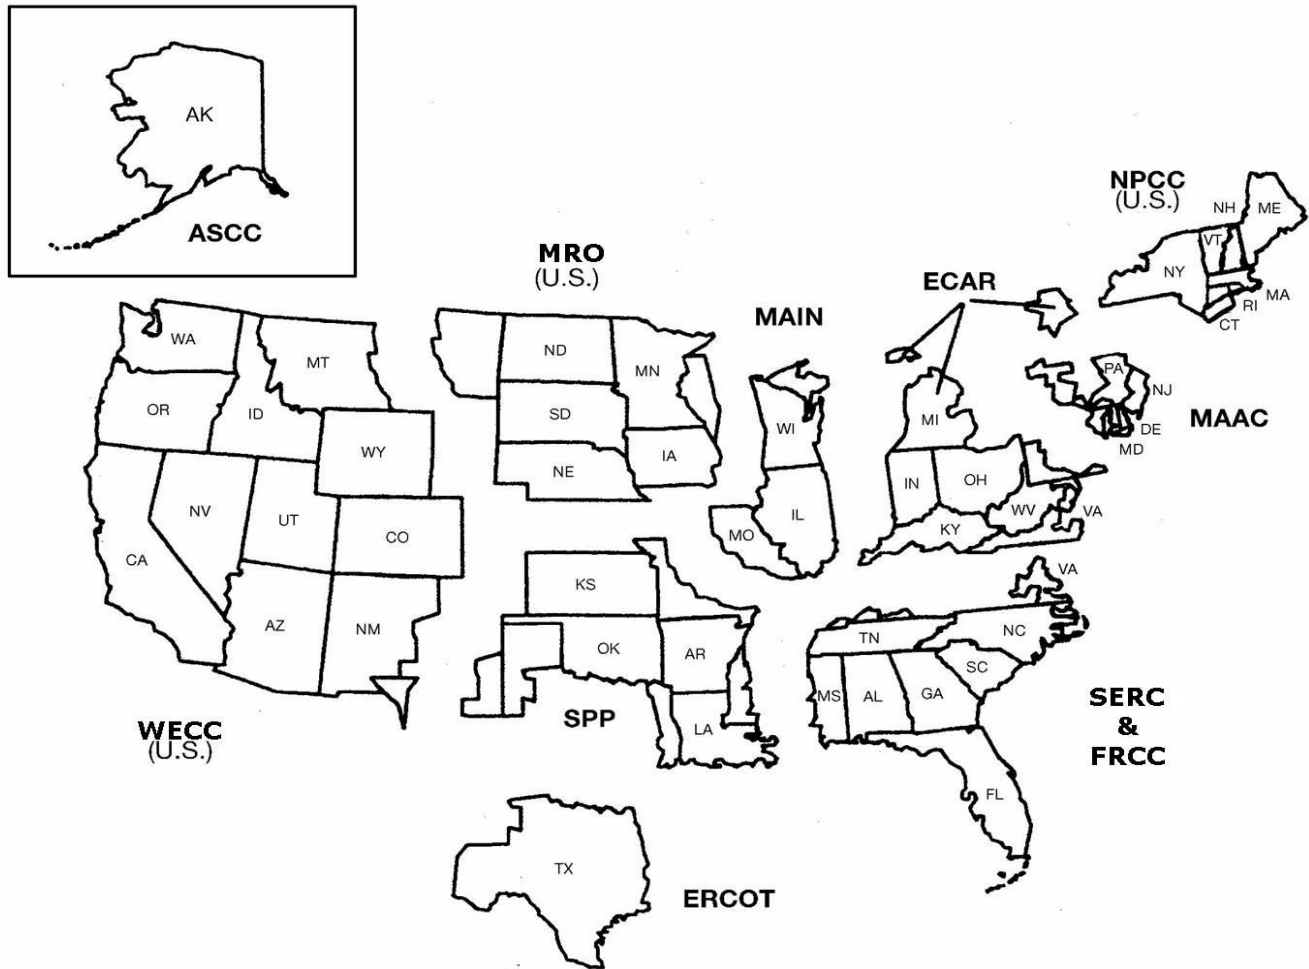 AK
ASCC
NPCC
(U.S.)
NH
ME
VT
NY
MA
RI
CT
MRO
(U.S.)
ECAR
MAIN
WA
MT
ND
MN
OR
ID
SD
WI
MI
PA
NJ
MAAC
DE
MD
WY
NE
IA
IN
OH
NV
UT
CO
MO
IL
WV
VA
KY
CA
KS
VA
AZ
NM
OK
AR
TN
NC
SC
MS
AL
GA
SPP
LA
SERC
&
FRCC
WECC
(U.S.)
FL
TX
ERCOT